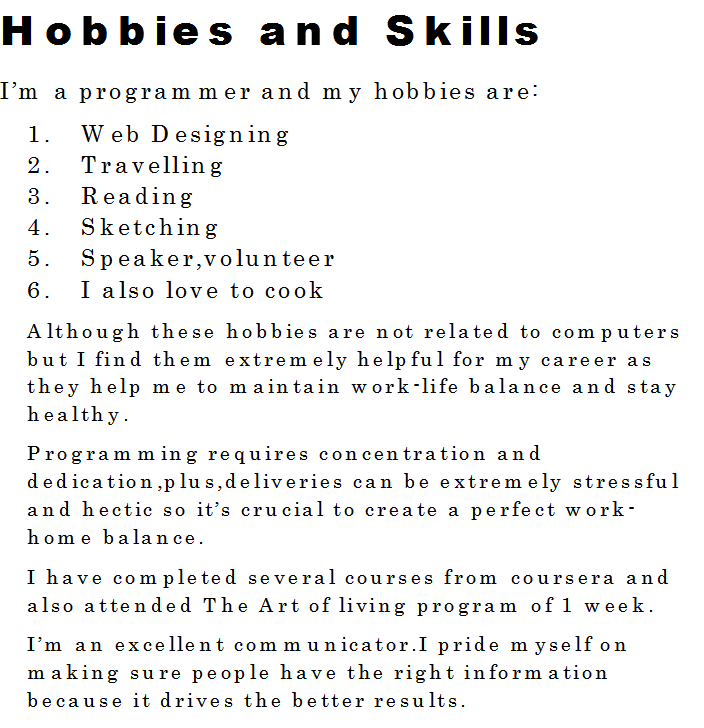 Hobbies and Skills
I’m a programmer and my hobbies are:
1. Web Designing
2. Travelling
3. Reading
4. Sketching
5. Speaker,volunteer
6. I also love to cook
Although these hobbies are not related to computers
but I find them extremely helpful for my career as
they help me to maintain work-life balance and stay
healthy.
Programming requires concentration and
dedication,plus,deliveries can be extremely stressful
and hectic so it’s crucial to create a perfect work-
home balance.
I have completed several courses from coursera and
also attended The Art of living program of 1 week.
I’m an excellent communicator.I pride myself on
making sure people have the right information
because it drives the better results.